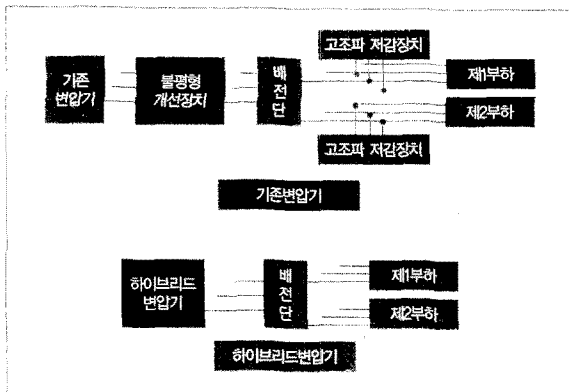 고조파 저감장치
기존
변압기
불평형
개선장치
배
전
단
제1부하
제2부하
고조파 저감장치
기존변압기
하이브리드
변압기
배
전
단
제1부하
제2부하
하이브리드변압기